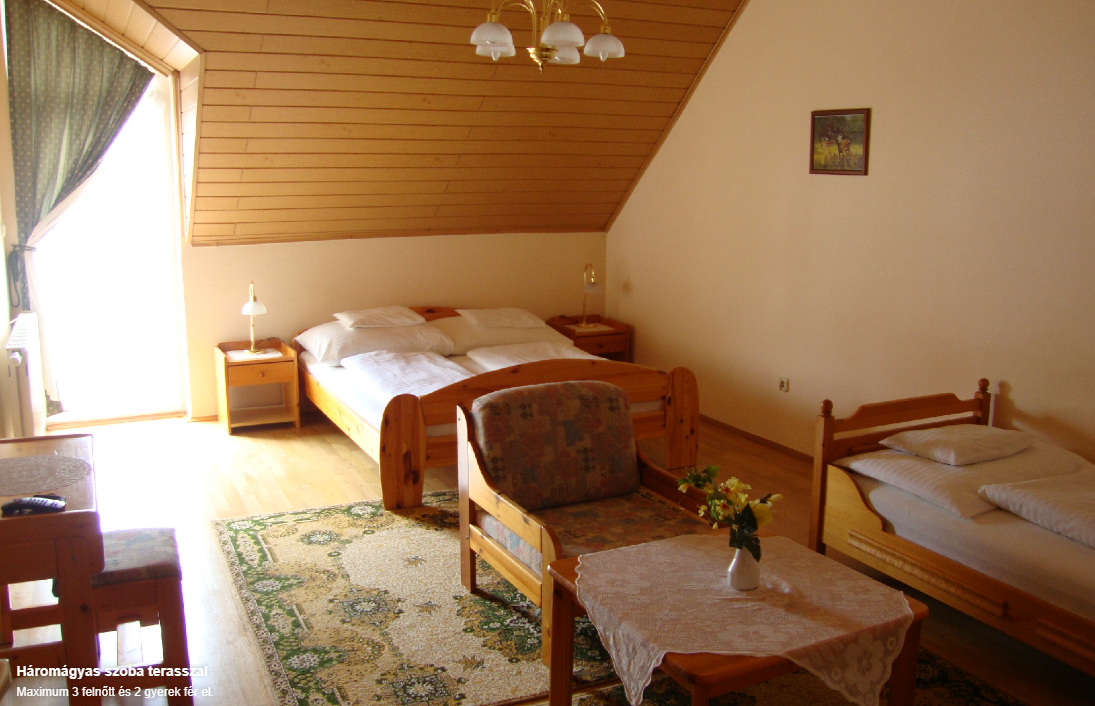 Háromágyas szoba terasszal
Maximum 3 felnőtt és 2 gyerek fér el.